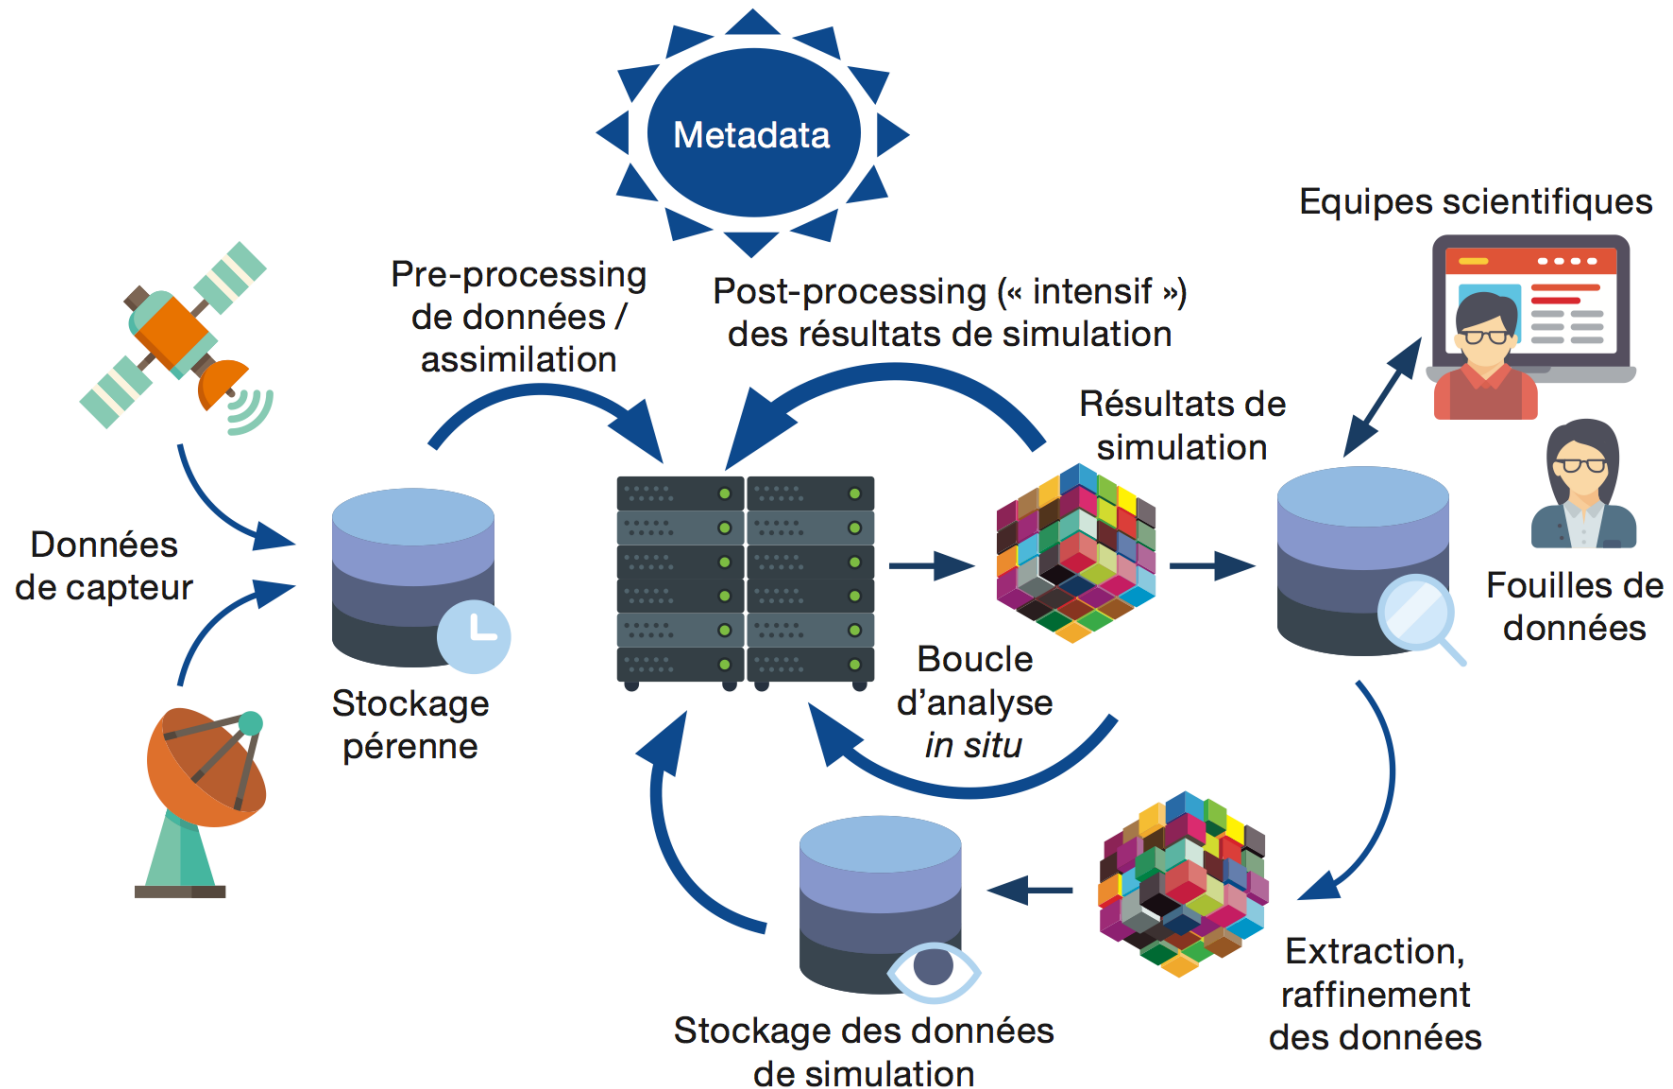 Metadata
Equipes scientifiques
Pre-processing
de données /
assimilation
Post-processing (« intensif »)
des résultats de simulation
Résultats de
simulation
Données
de capteur
Fouilles de
données
Stockage
pérenne
Boucle
d’analyse
in situ
Extraction,
raffinement
des données
Stockage des données
de simulation